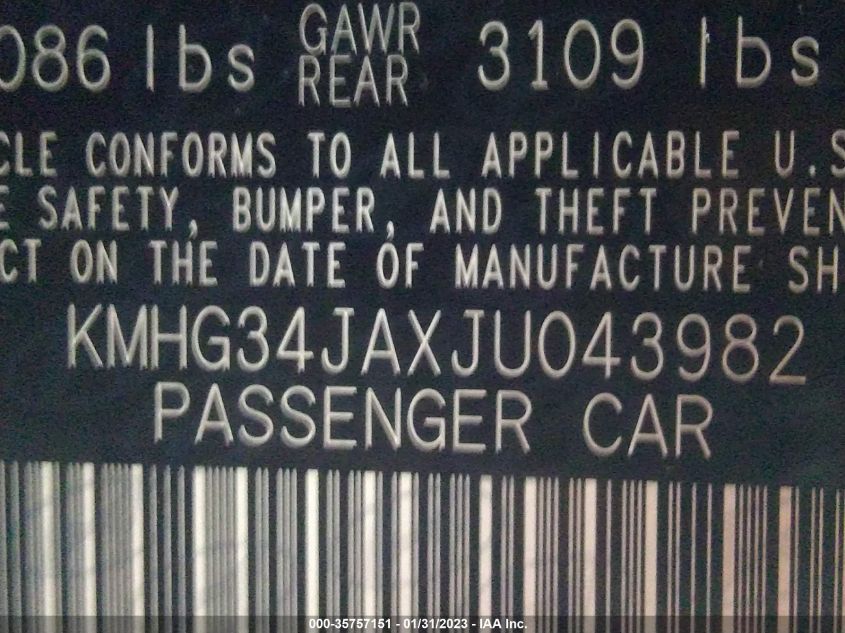 086 lbs GAWR REAR 3109 lbs
CLE CONFORMS TO ALL APPLICABLE U.S
E SAFETY, BUMPER, AND THEFT PREVEN
CT ON THE DATE OF MANUFACTURE SH
KMHG34JAXJU043982
PASSENGER CAR
000-35757151 - 01/31/2023 - IAA Inc.